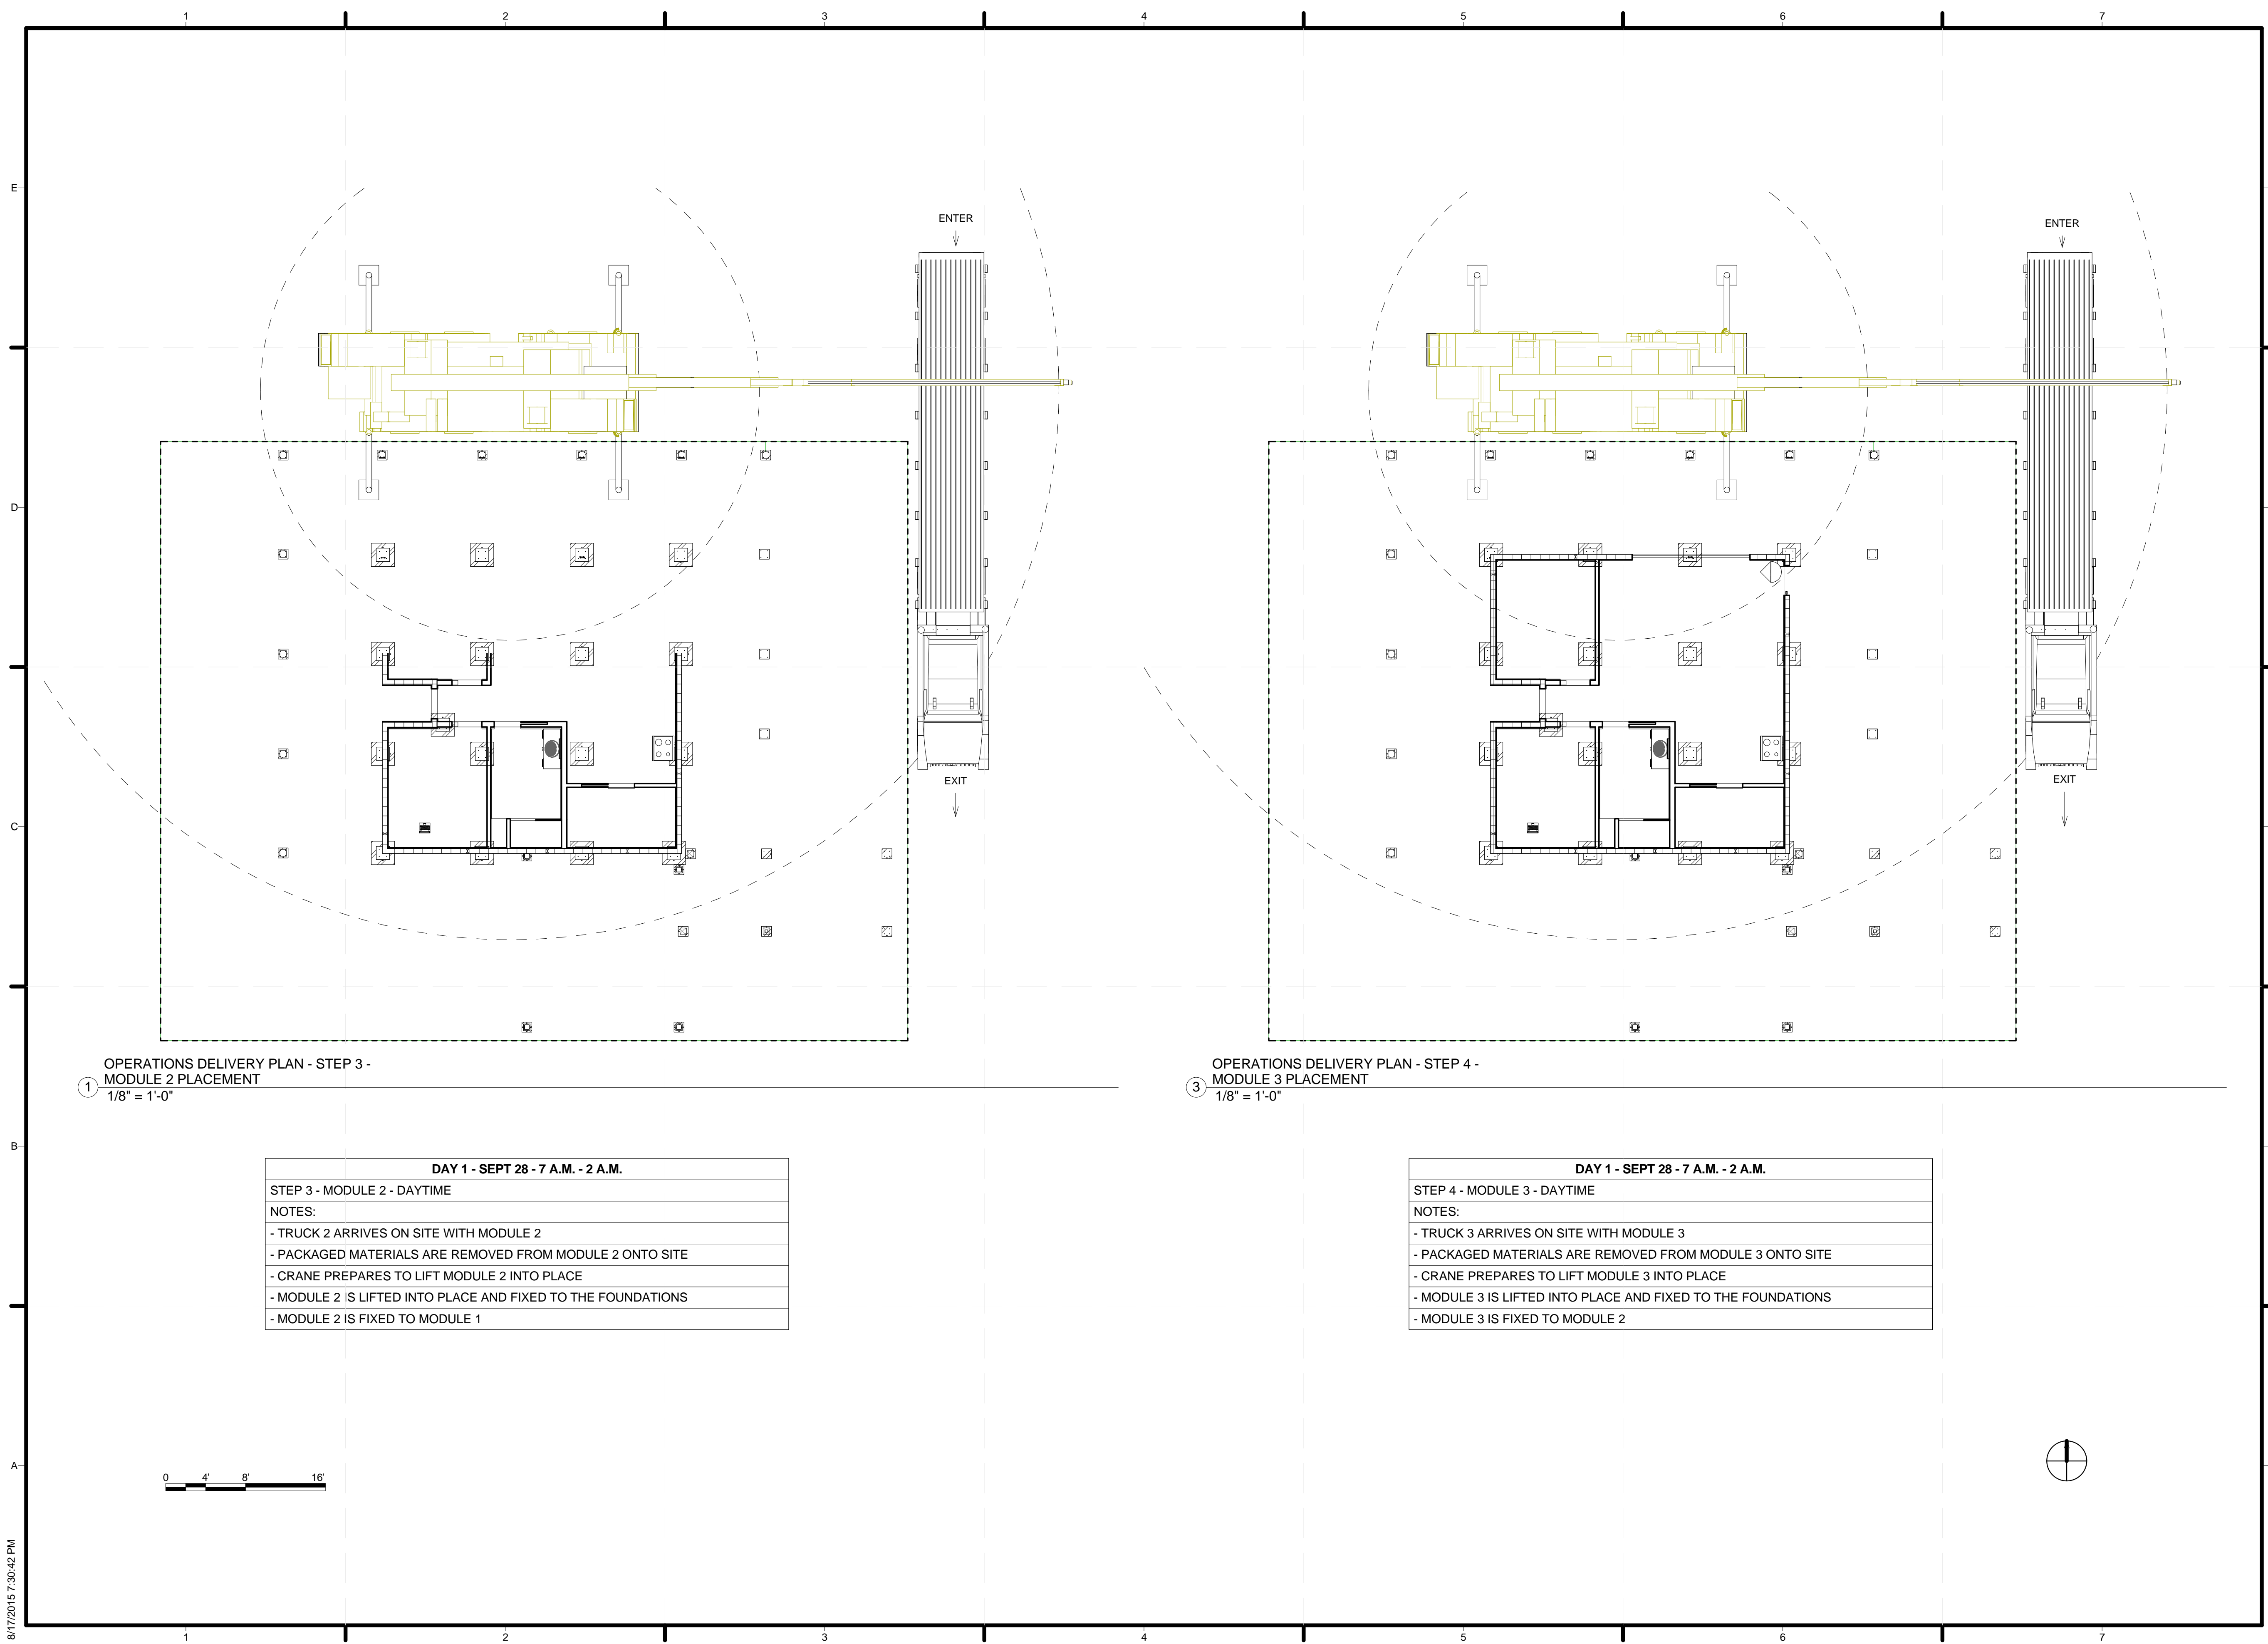 1 2 3 4 5 6 7
E
ENTER
ENTER
D
EXIT
EXIT
C
OPERATIONS DELIVERY PLAN - STEP 3 -
MODULE 2 PLACEMENT
1
1/8" = 1'-0"
OPERATIONS DELIVERY PLAN - STEP 4 -
MODULE 3 PLACEMENT
3
1/8" = 1'-0"
B
DAY 1 - SEPT 28 - 7 A.M. - 2 A.M.
STEP 3 - MODULE 2 - DAYTIME
NOTES:
- TRUCK 2 ARRIVES ON SITE WITH MODULE 2
- PACKAGED MATERIALS ARE REMOVED FROM MODULE 2 ONTO SITE
- CRANE PREPARES TO LIFT MODULE 2 INTO PLACE
- MODULE 2 IS LIFTED INTO PLACE AND FIXED TO THE FOUNDATIONS
- MODULE 2 IS FIXED TO MODULE 1
DAY 1 - SEPT 28 - 7 A.M. - 2 A.M.
STEP 4 - MODULE 3 - DAYTIME
NOTES:
- TRUCK 3 ARRIVES ON SITE WITH MODULE 3
- PACKAGED MATERIALS ARE REMOVED FROM MODULE 3 ONTO SITE
- CRANE PREPARES TO LIFT MODULE 3 INTO PLACE
- MODULE 3 IS LIFTED INTO PLACE AND FIXED TO THE FOUNDATIONS
- MODULE 3 IS FIXED TO MODULE 2
A
0 4' 8' 16'
8/17/2015 7:30:42 PM
1 2 3 4 5 6 7